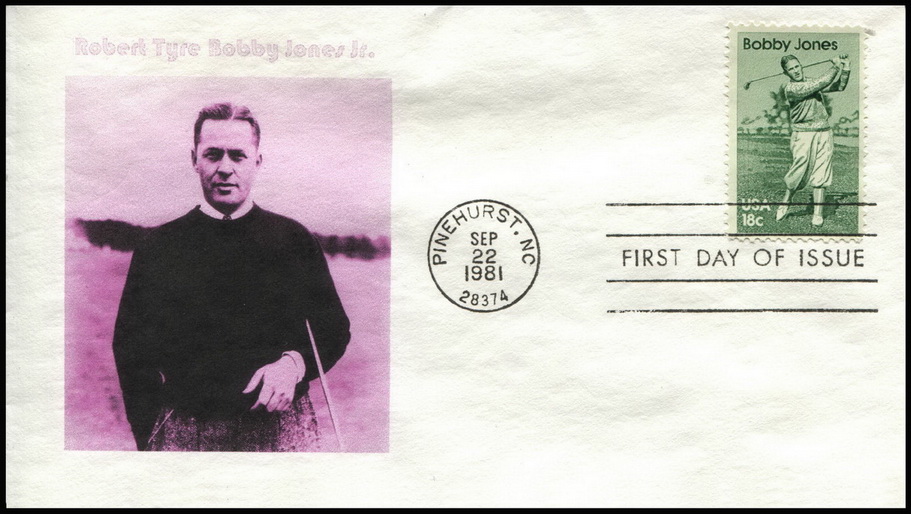 Robert Tyre Bobby Jones Jr.
Bobby Jones
USA
18c
PINEHURST, NC
SEP
22
1981
28374
FIRST DAY OF ISSUE